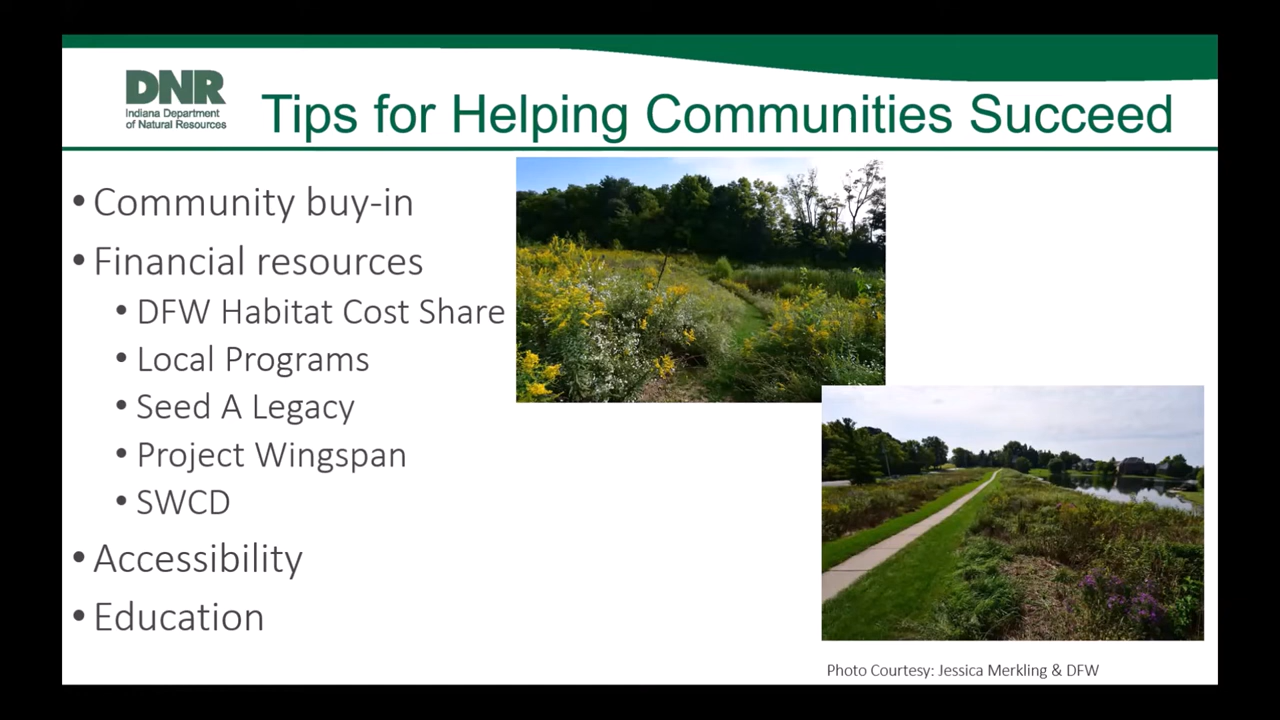 DNR
Indiana Department
of Natural Resources
Tips for Helping Communities Succeed
• Community buy-in
• Financial resources
• DFW Habitat Cost Share
• Local Programs
• Seed A Legacy
• Project Wingspan
• SWCD
• Accessibility
• Education
Photo Courtesy: Jessica Merkling & DFW